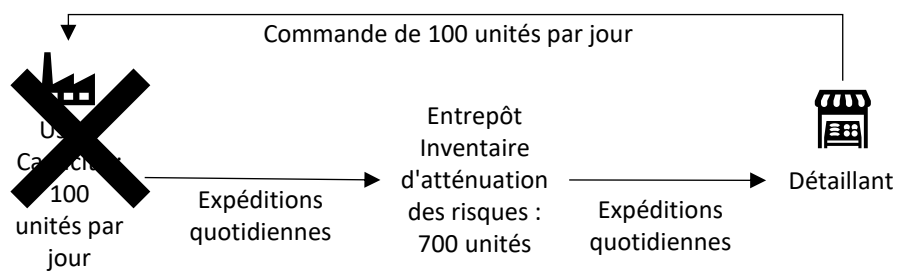 Commande de 100 unités par jour
100
unités par
jour
Expéditions
quotidiennes
Entrepôt
Inventaire
d'atténuation
des risques :
700 unités
Expéditions
quotidiennes
Détaillant